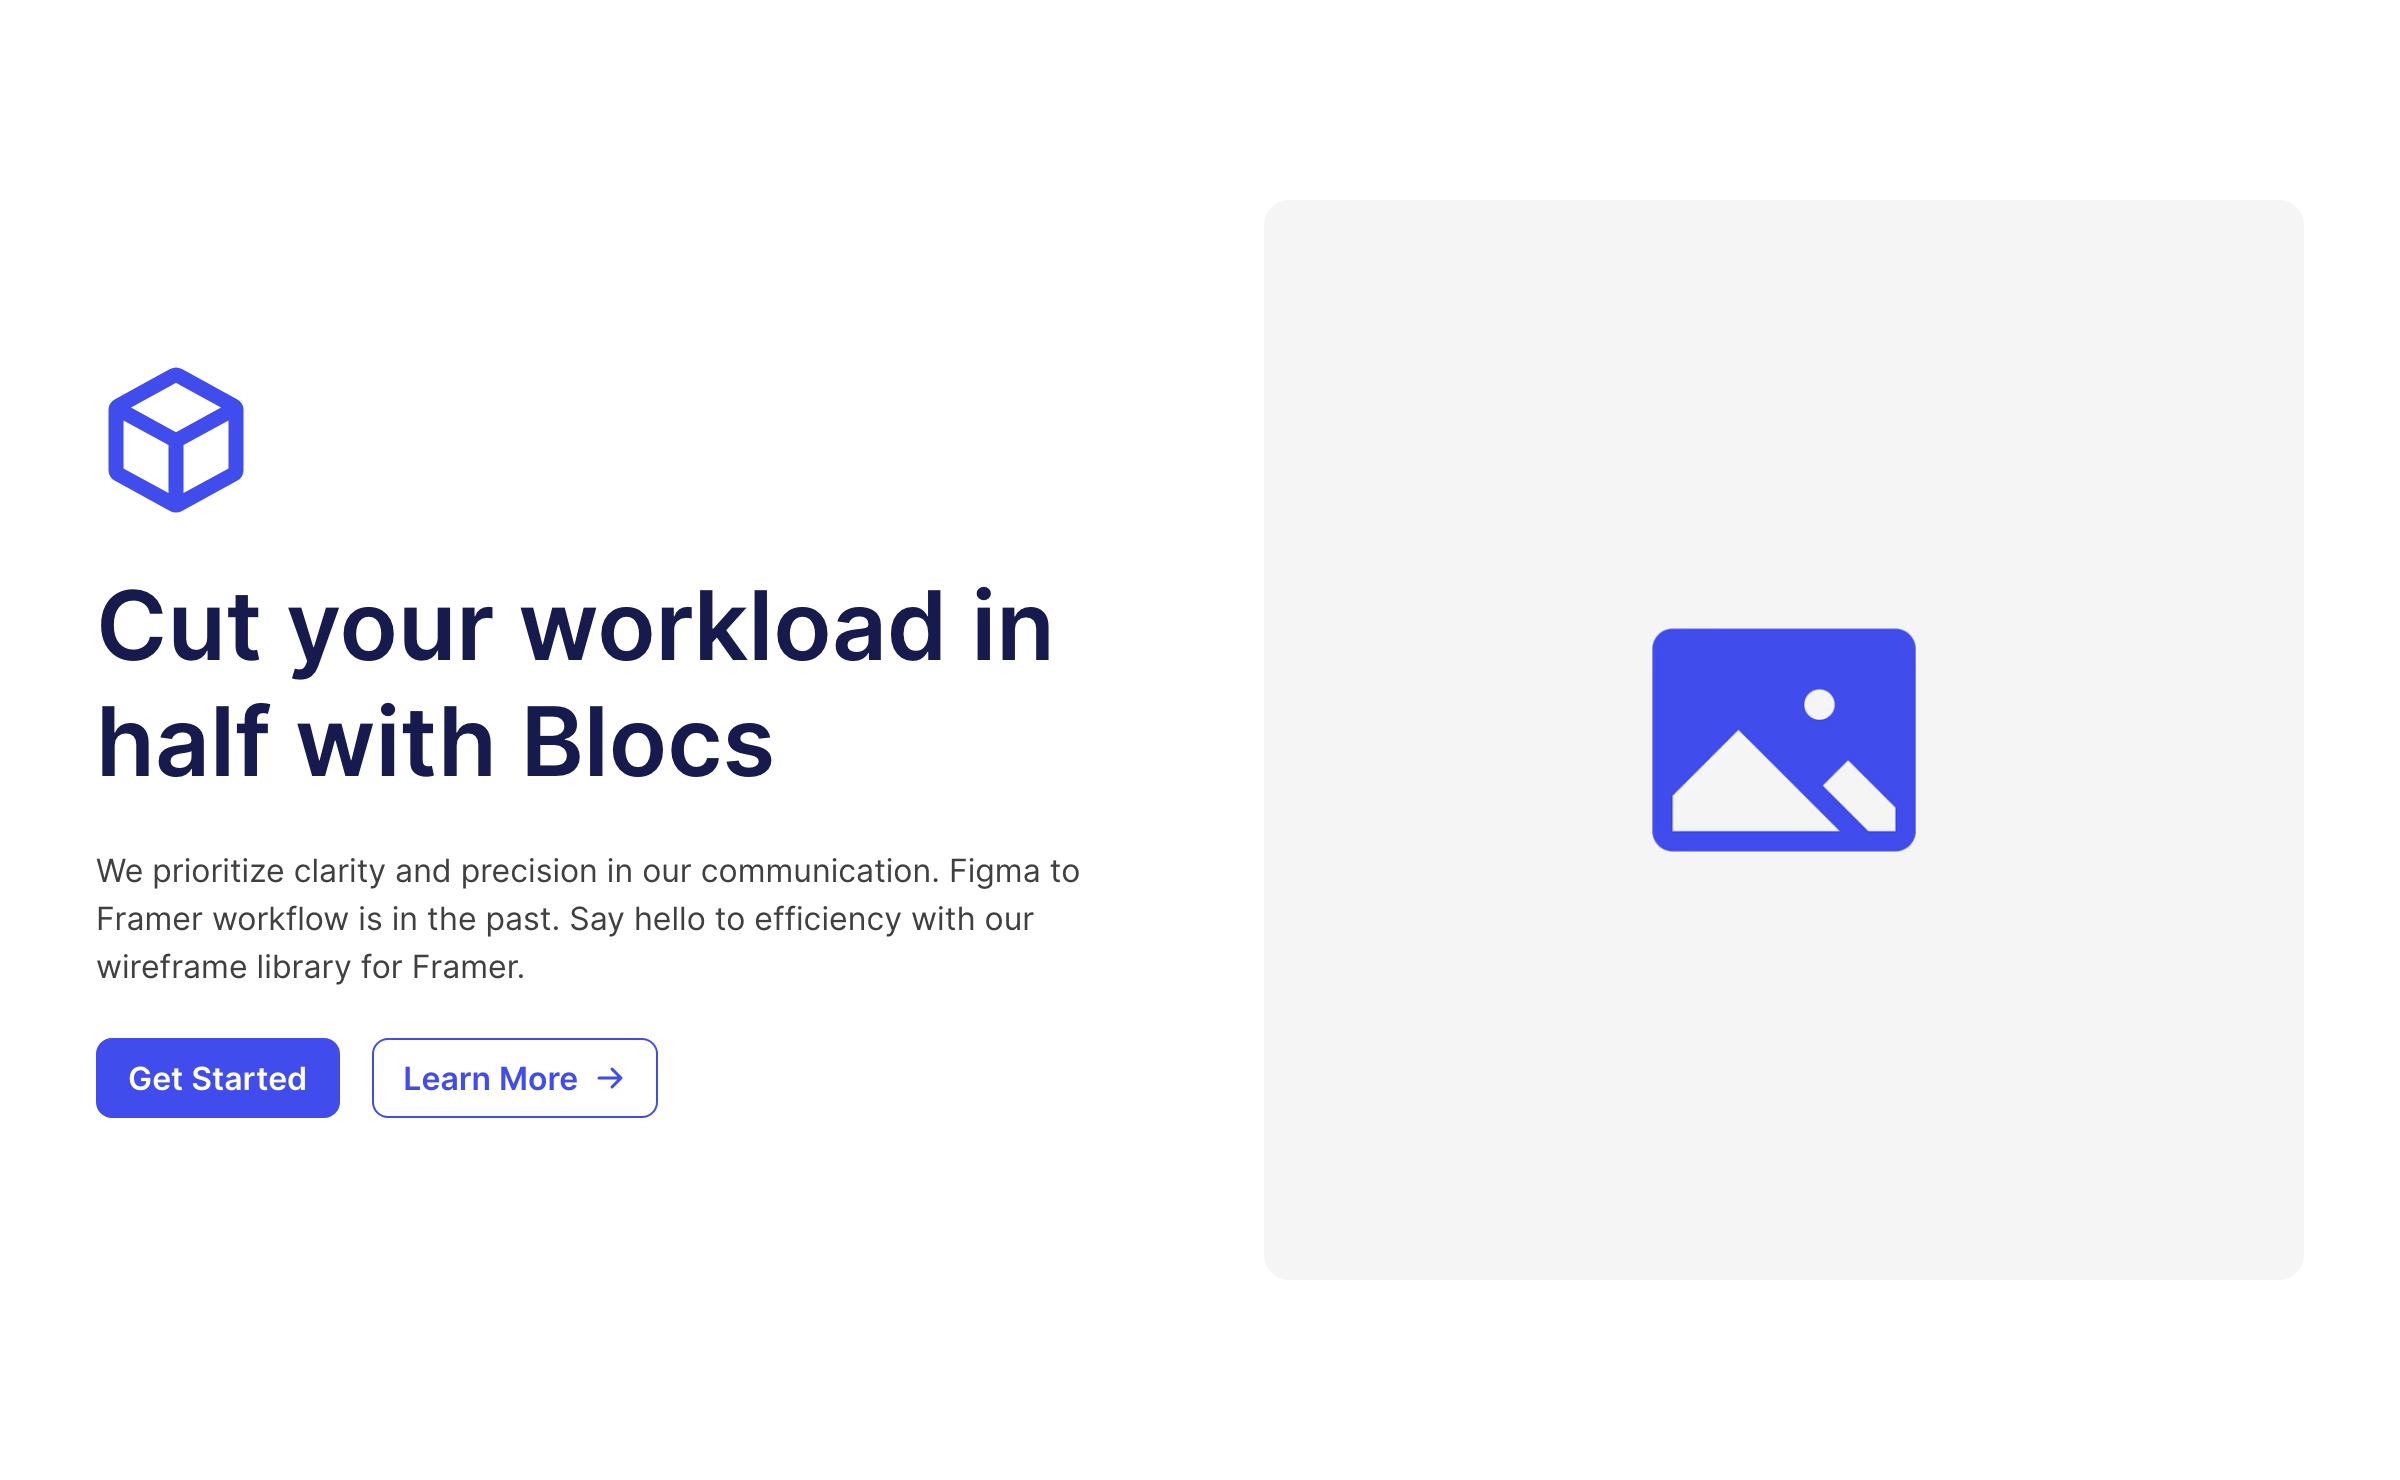 Cut your workload in
half with Blocs
We prioritize clarity and precision in our communication. Figma to
Framer workflow is in the past. Say hello to efficiency with our
wireframe library for Framer.
Get Started
Learn More